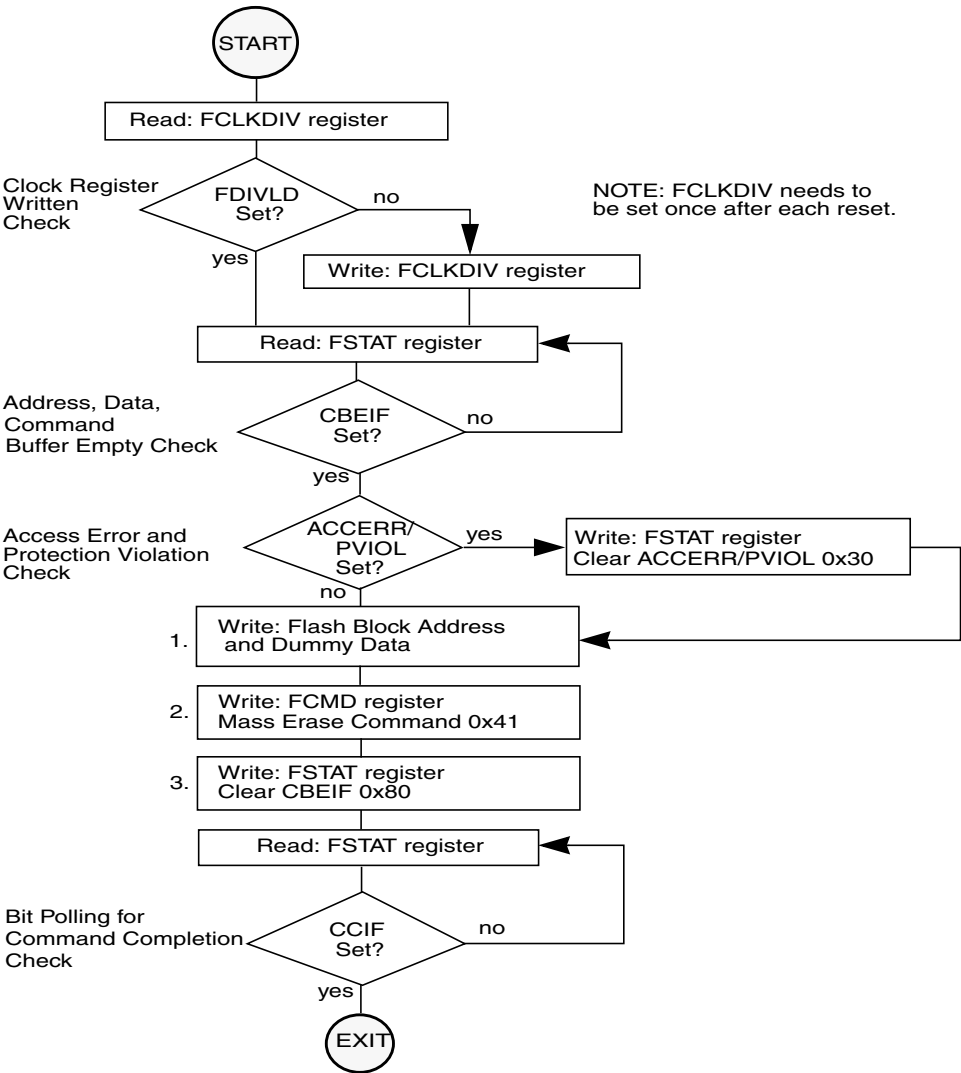 START
Read: FCLKDIV register
Clock Register
Written
Check
FDIVLD
Set?
no
NOTE: FCLKDIV needs to
be set once after each reset.
yes
Write: FCLKDIV register
Read: FSTAT register
Address, Data,
Command
Buffer Empty Check
CBEIF
Set?
no
yes
Access Error and
Protection Violation
Check
ACCERR/
PVIOL
Set?
yes
Write: FSTAT register
Clear ACCERR/PVIOL 0x30
no
1.
Write: Flash Block Address
and Dummy Data
2.
Write: FCMD register
Mass Erase Command 0x41
3.
Write: FSTAT register
Clear CBEIF 0x80
Read: FSTAT register
Bit Polling for
Command Completion
Check
CCIF
Set?
no
yes
EXIT